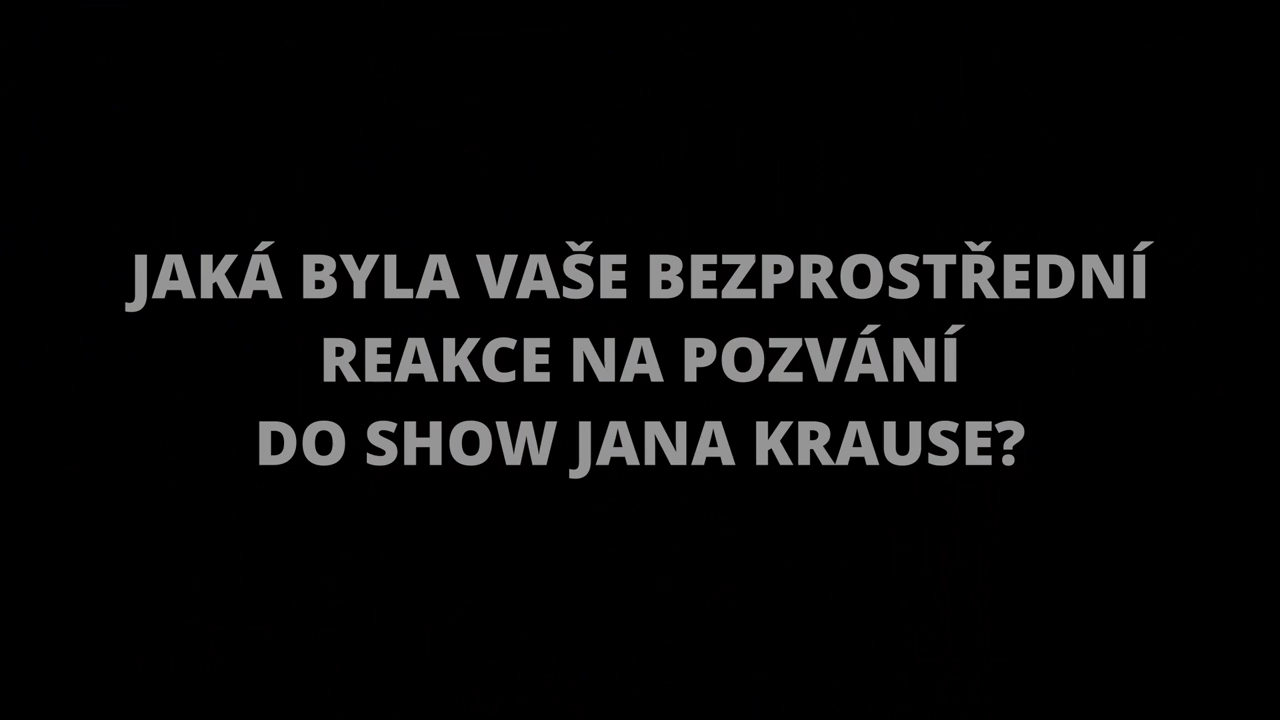 JAKÁ BYLA VAŠE BEZPROSTŘEDNÍ
REAKCE NA POZVÁNÍ
DO SHOW JANA KRAUSE?